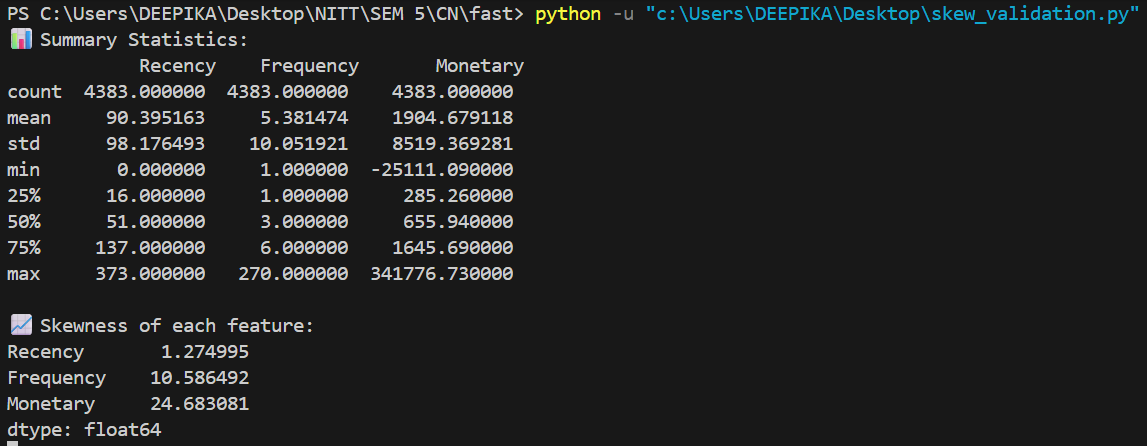 PS C:\Users\DEEPIKA\Desktop\NITT\SEM 5\CN\fast> python -u "c:\Users\DEEPIKA\Desktop\skew_validation.py"
📊 Summary Statistics:
           Recency    Frequency       Monetary
count  4383.000000  4383.000000    4383.000000
mean     90.395163     5.381474    1904.679118
std      98.176493    10.051921    8519.369281
min       0.000000     1.000000  -25111.090000
25%      16.000000     1.000000     285.260000
50%      51.000000     3.000000     655.940000
75%     137.000000     6.000000    1645.690000
max     373.000000   270.000000  341776.730000

📈 Skewness of each feature:
Recency       1.274995
Frequency    10.586492
Monetary     24.683081
dtype: float64